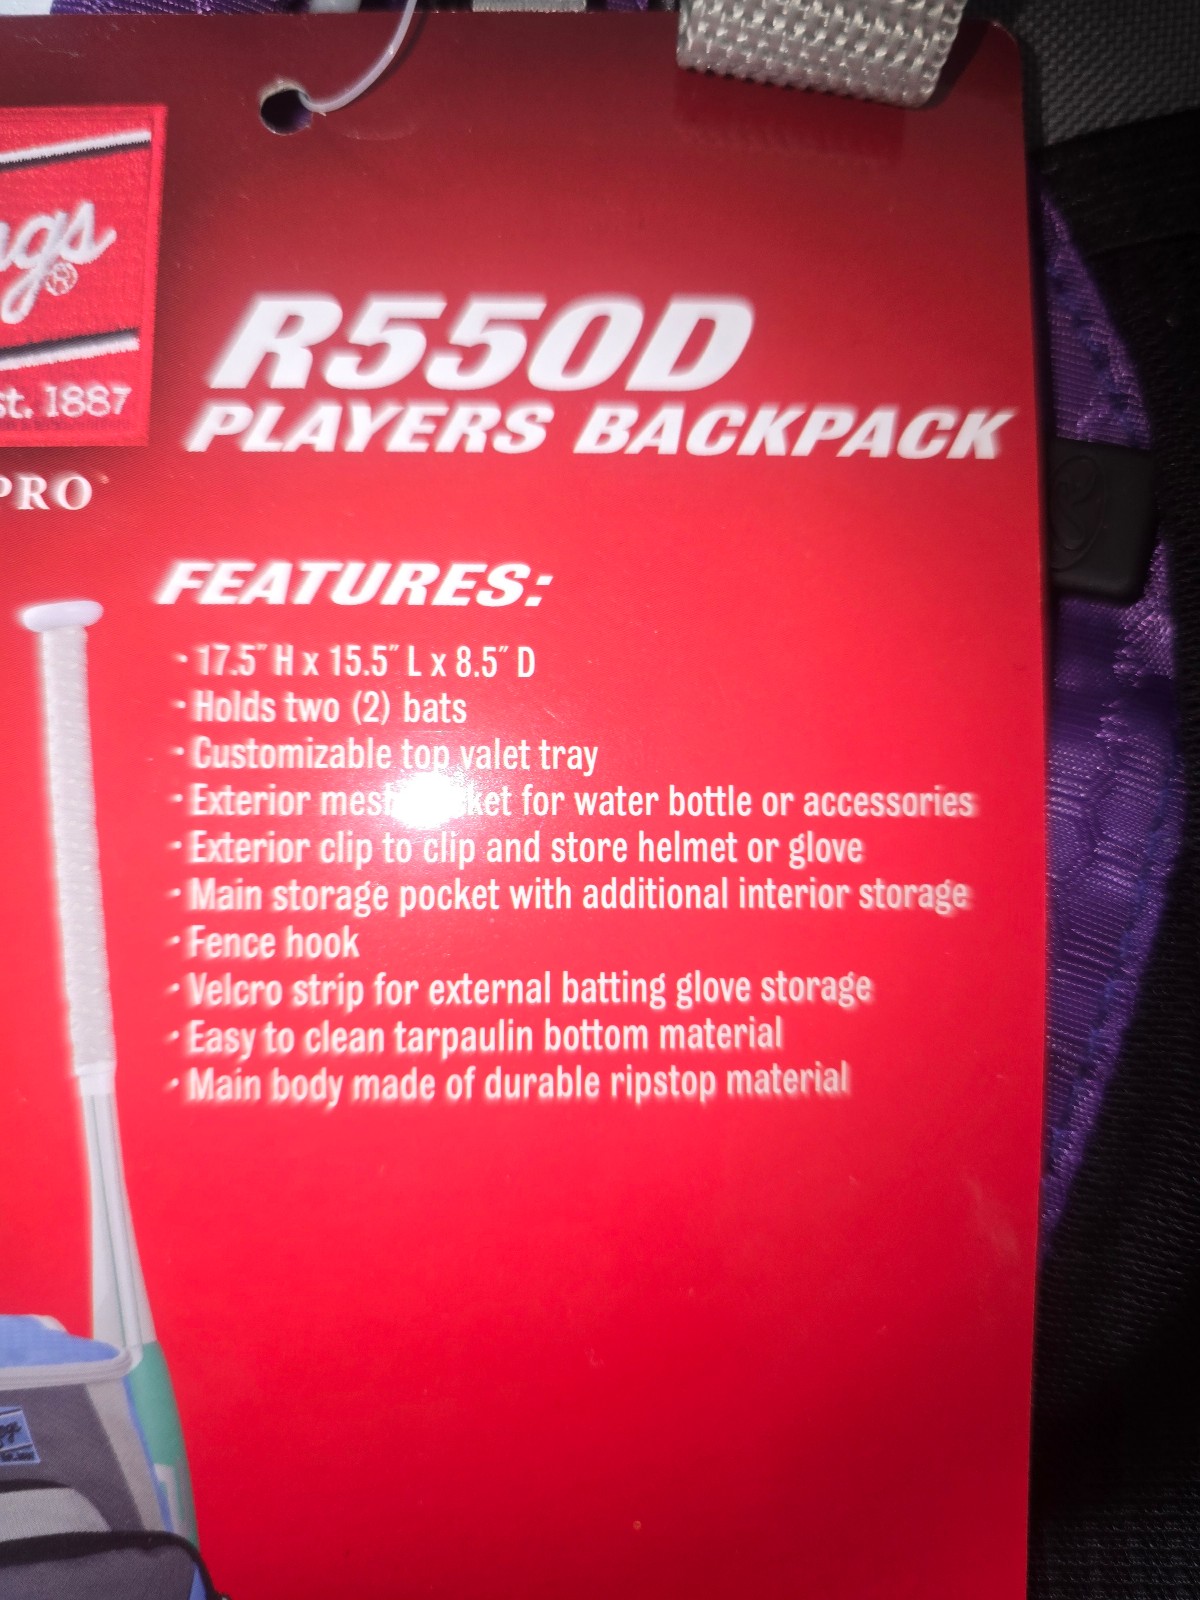 ngs®
st. 1887
PRO
R550D
PLAYERS BACKPACK
FEATURES:
· 17.5" H x 15.5" L x 8.5" D
· Holds two (2) bats
· Customizable top valet tray
· Exterior for water bottle or accessories
· Exterior clip to clip and store helmet or glove
· Main storage pocket with additional interior storage
· Fence hook
· Velcro strip for external batting glove storage
· Easy to clean tarpaulin bottom material
· Main body made of durable ripstop material